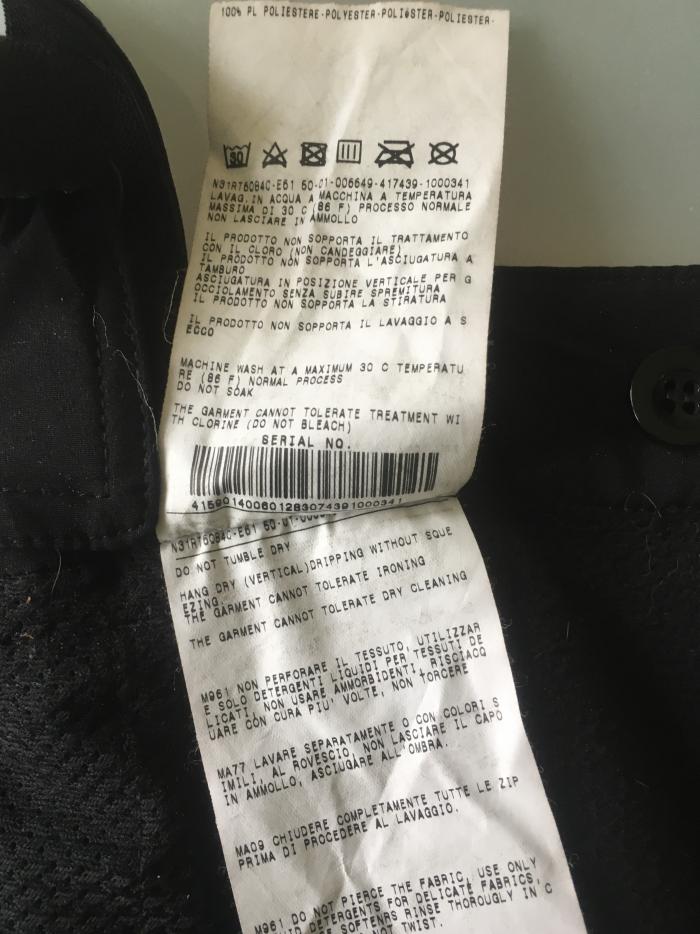 100% PL POLIESTERE-POLYESTER-POLIéSTER-POLIESTER-
30
N31R760840-E61 50-01-006649-417439-1000341
LAVAG.IN ACQUA A MACCHINA A TEMPERATURA
MASSIMA DI 30 C (86 F) PROCESSO NORMALE
NON LASCIARE IN AMMOLLO
IL PRODOTTO NON SOPPORTA IL TRATTAMENTO
CON IL CLORO (NON CANDEGGIARE)
IL PRODOTTO NON SOPPORTA L'ASCIUGATURA A
TAMBURO
ASCIUGATURA IN POSIZIONE VERTICALE PER G
OCCIOLAMENTO SENZA SUBIRE SPREMITURA
IL PRODOTTO NON SOPPORTA LA STIRATURA
IL PRODOTTO NON SOPPORTA IL LAVAGGIO A S
ECCO
MACHINE WASH AT A MAXIMUM 30 C TEMPERATU
RE (86 F) NORMAL PROCESS
DO NOT SOAK
THE GARMENT CANNOT TOLERATE TREATMENT WI
TH CLORINE (DO NOT BLEACH)
SERIAL NO.
415901400601283074391000341
N31R760840-E61 50-01-
DO NOT TUMBLE DRY
HANG DRY (VERTICAL)DRIPPING WITHOUT SQUE
EZING.
THE GARMENT CANNOT TOLERATE IRONING
THE GARMENT CANNOT TOLERATE DRY CLEANING
M961 NON PERFORARE IL TESSUTO, UTILIZZAR
E SOLO DETERGENTI LIQUIDI PER TESSUTI DE
LICATI, NON USARE AMMORBIDENTI, RISCIACQ
UARE CON CURA PIU' VOLTE, NON TORCERE
MA77 LAVARE SEPARATAMENTE O CON COLORI S
IMILI, AL ROVESCIO, NON LASCIARE IL CAPO
IN AMMOLLO, ASCIUGARE ALL'OMBRA.
MA09 CHIUDERE COMPLETAMENTE TUTTE LE ZIP
PRIMA DI PROCEDERE AL LAVAGGIO.
M961 DO NOT PIERCE THE FABRIC, USE ONLY
DETERGENTS FOR DELICATE FABRICS,
SOFTENRS RINSE THOROUGLY IN C
TWIST.